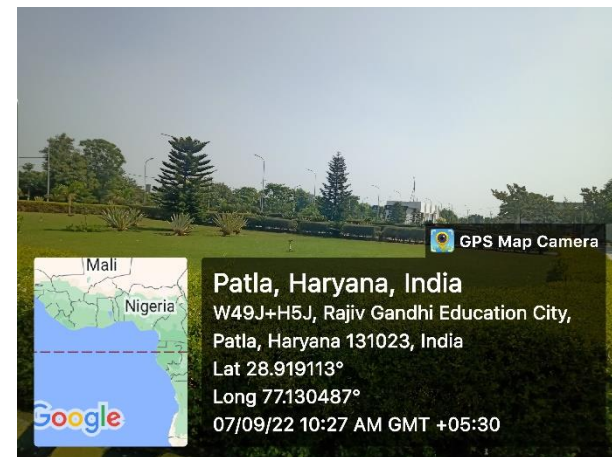 GPS Map Camera
Mali
Nigeria
Google
Patla, Haryana, India
W49J+H5J, Rajiv Gandhi Education City,
Patla, Haryana 131023, India
Lat 28.919113°
Long 77.130487°
07/09/22 10:27 AM GMT +05:30